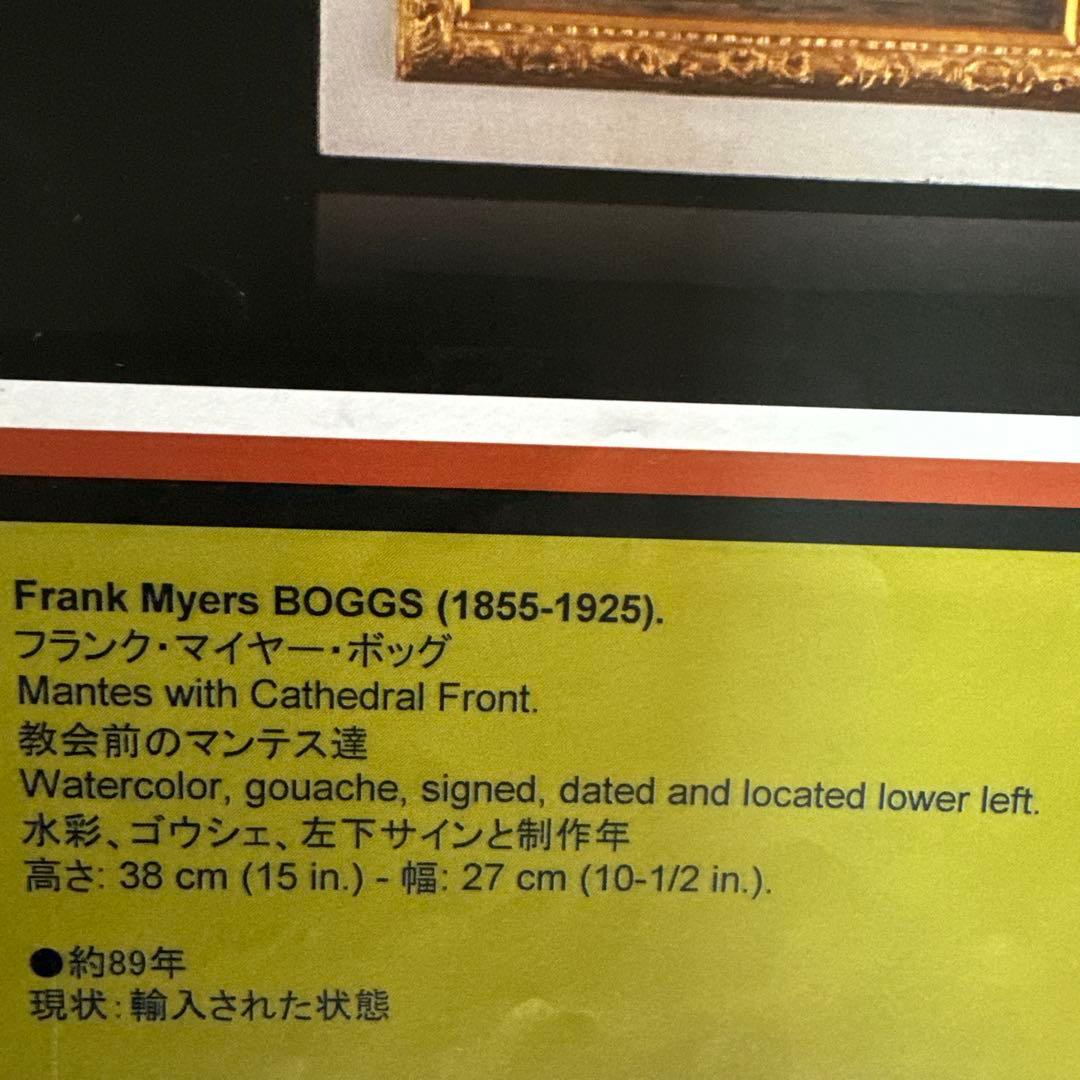 Frank Myers BOGGS (1855-1925).
フランク・マイヤー・ボッグ
Mantes with Cathedral Front.
教会前のマンテス達
Watercolor, gouache, signed, dated and located lower left.
水彩、ゴウシェ、左下サインと制作年
高さ: 38 cm (15 in.) - 幅: 27 cm (10-1/2 in.).
●約89年
現状:輸入された状態